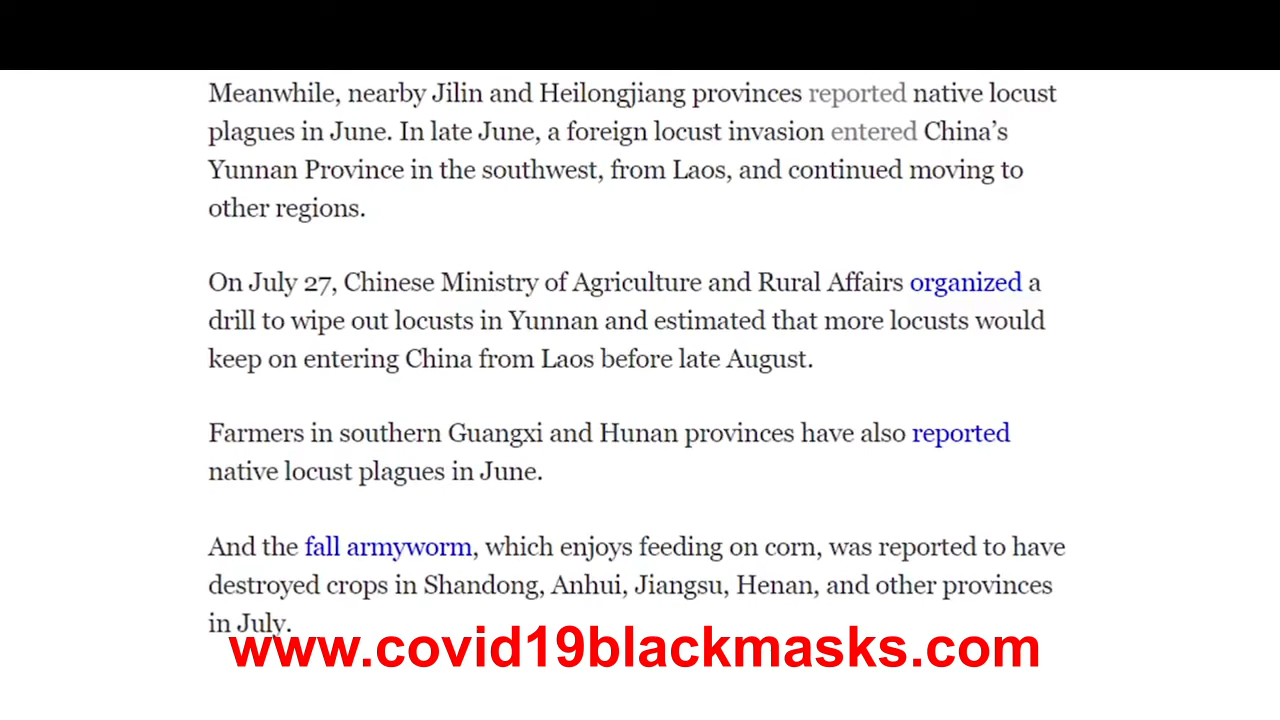 Meanwhile, nearby Jilin and Heilongjiang provinces reported native locust
plagues in June. In late June, a foreign locust invasion entered China's
Yunnan Province in the southwest, from Laos, and continued moving to
other regions.
On July 27, Chinese Ministry of Agriculture and Rural Affairs organized a
drill to wipe out locusts in Yunnan and estimated that more locusts would
keep on entering China from Laos before late August.
Farmers in southern Guangxi and Hunan provinces have also reported
native locust plagues in June.
And the fall armyworm, which enjoys feeding on corn, was reported to have
destroyed crops in Shandong, Anhui, Jiangsu, Henan, and other provinces
in July.
www.covid19blackmasks.com